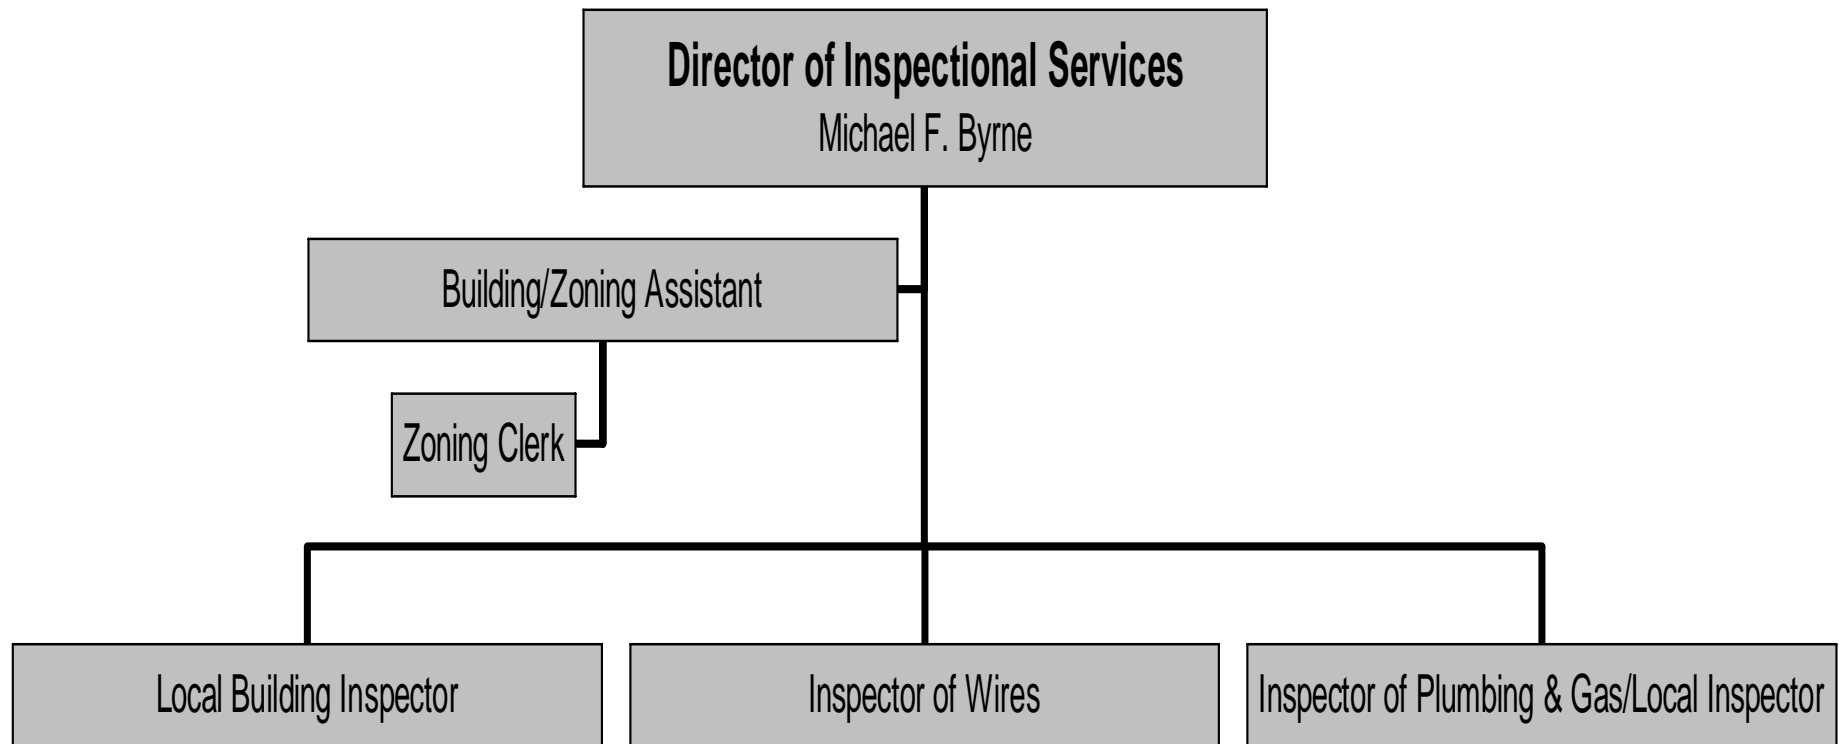 Director of Inspectional Services
Michael F. Byrne
Building/Zoning Assistant
Zoning Clerk
Local Building Inspector
Inspector of Wires
Inspector of Plumbing & Gas/Local Inspector